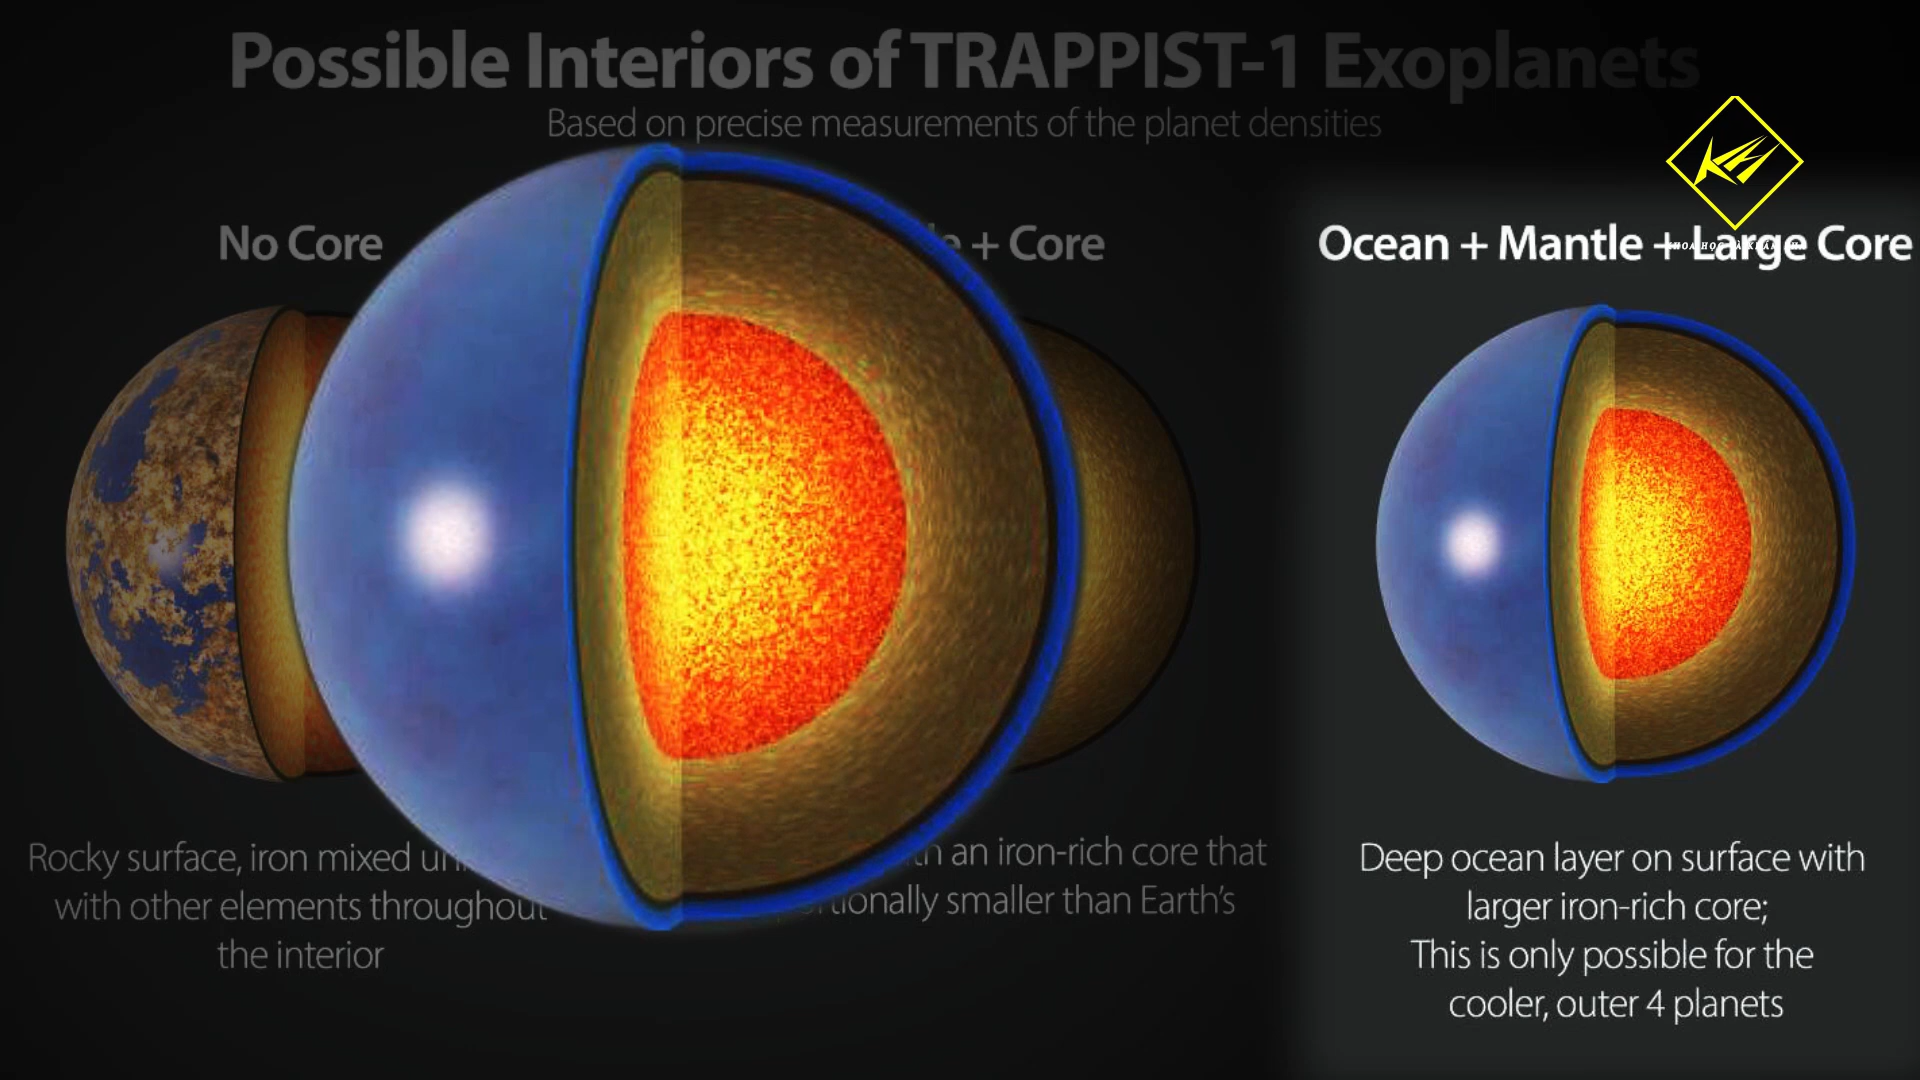 Possible Interiors of TRAPPIST-1 Exoplanets
Based on precise measurements of the planet densities
No Core
+ Core
Ocean + Mantle + Large Core
Rocky surface, iron mixed
with other elements throughout
the interior
an iron-rich core that
smaller than Earth's
Deep ocean layer on surface with
larger iron-rich core;
This is only possible for the
cooler, outer 4 planets